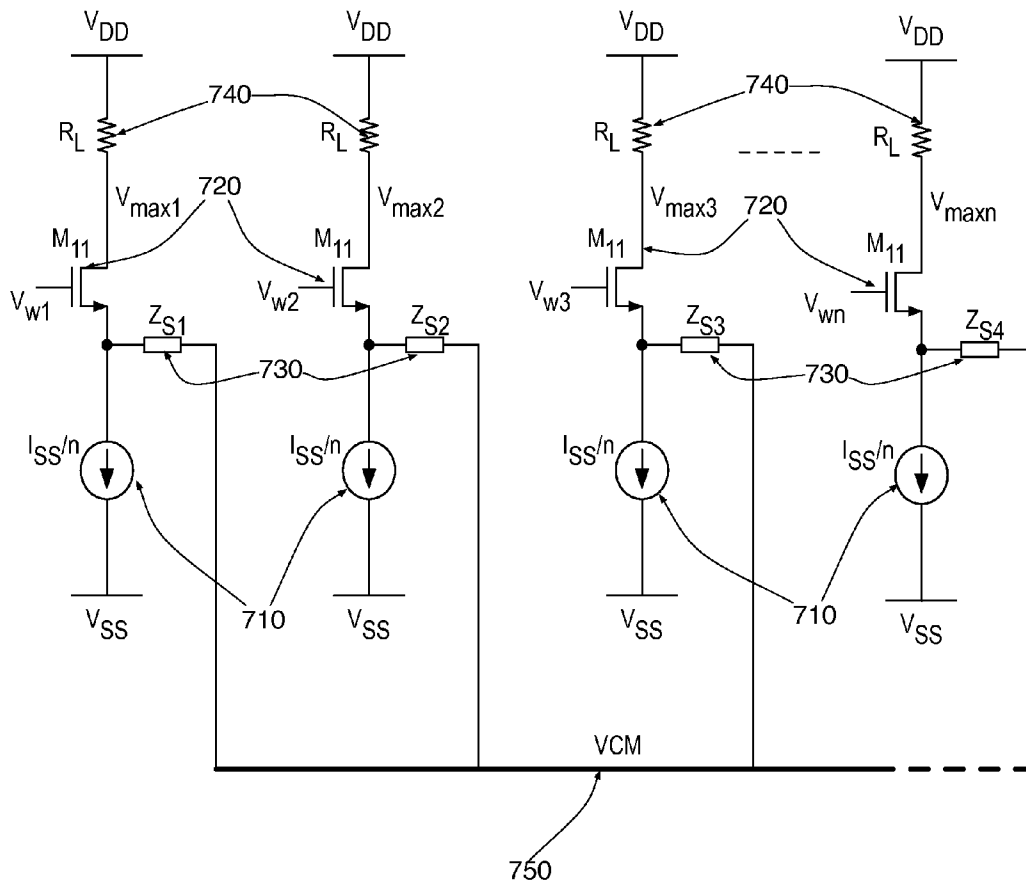 VDD VDD VDD VDD
740 740
RL RL RL RL
Vmax1 720 Vmax2 Vmax3 720 Vmaxn
M11 M11 M11 M11
Vw1 Vw2 Vw3 Vwn
ZS1 ZS2 ZS3 ZS4
730 730
ISS/n ISS/n ISS/n ISS/n
710 710
VSS VSS VSS VSS
VCM
750